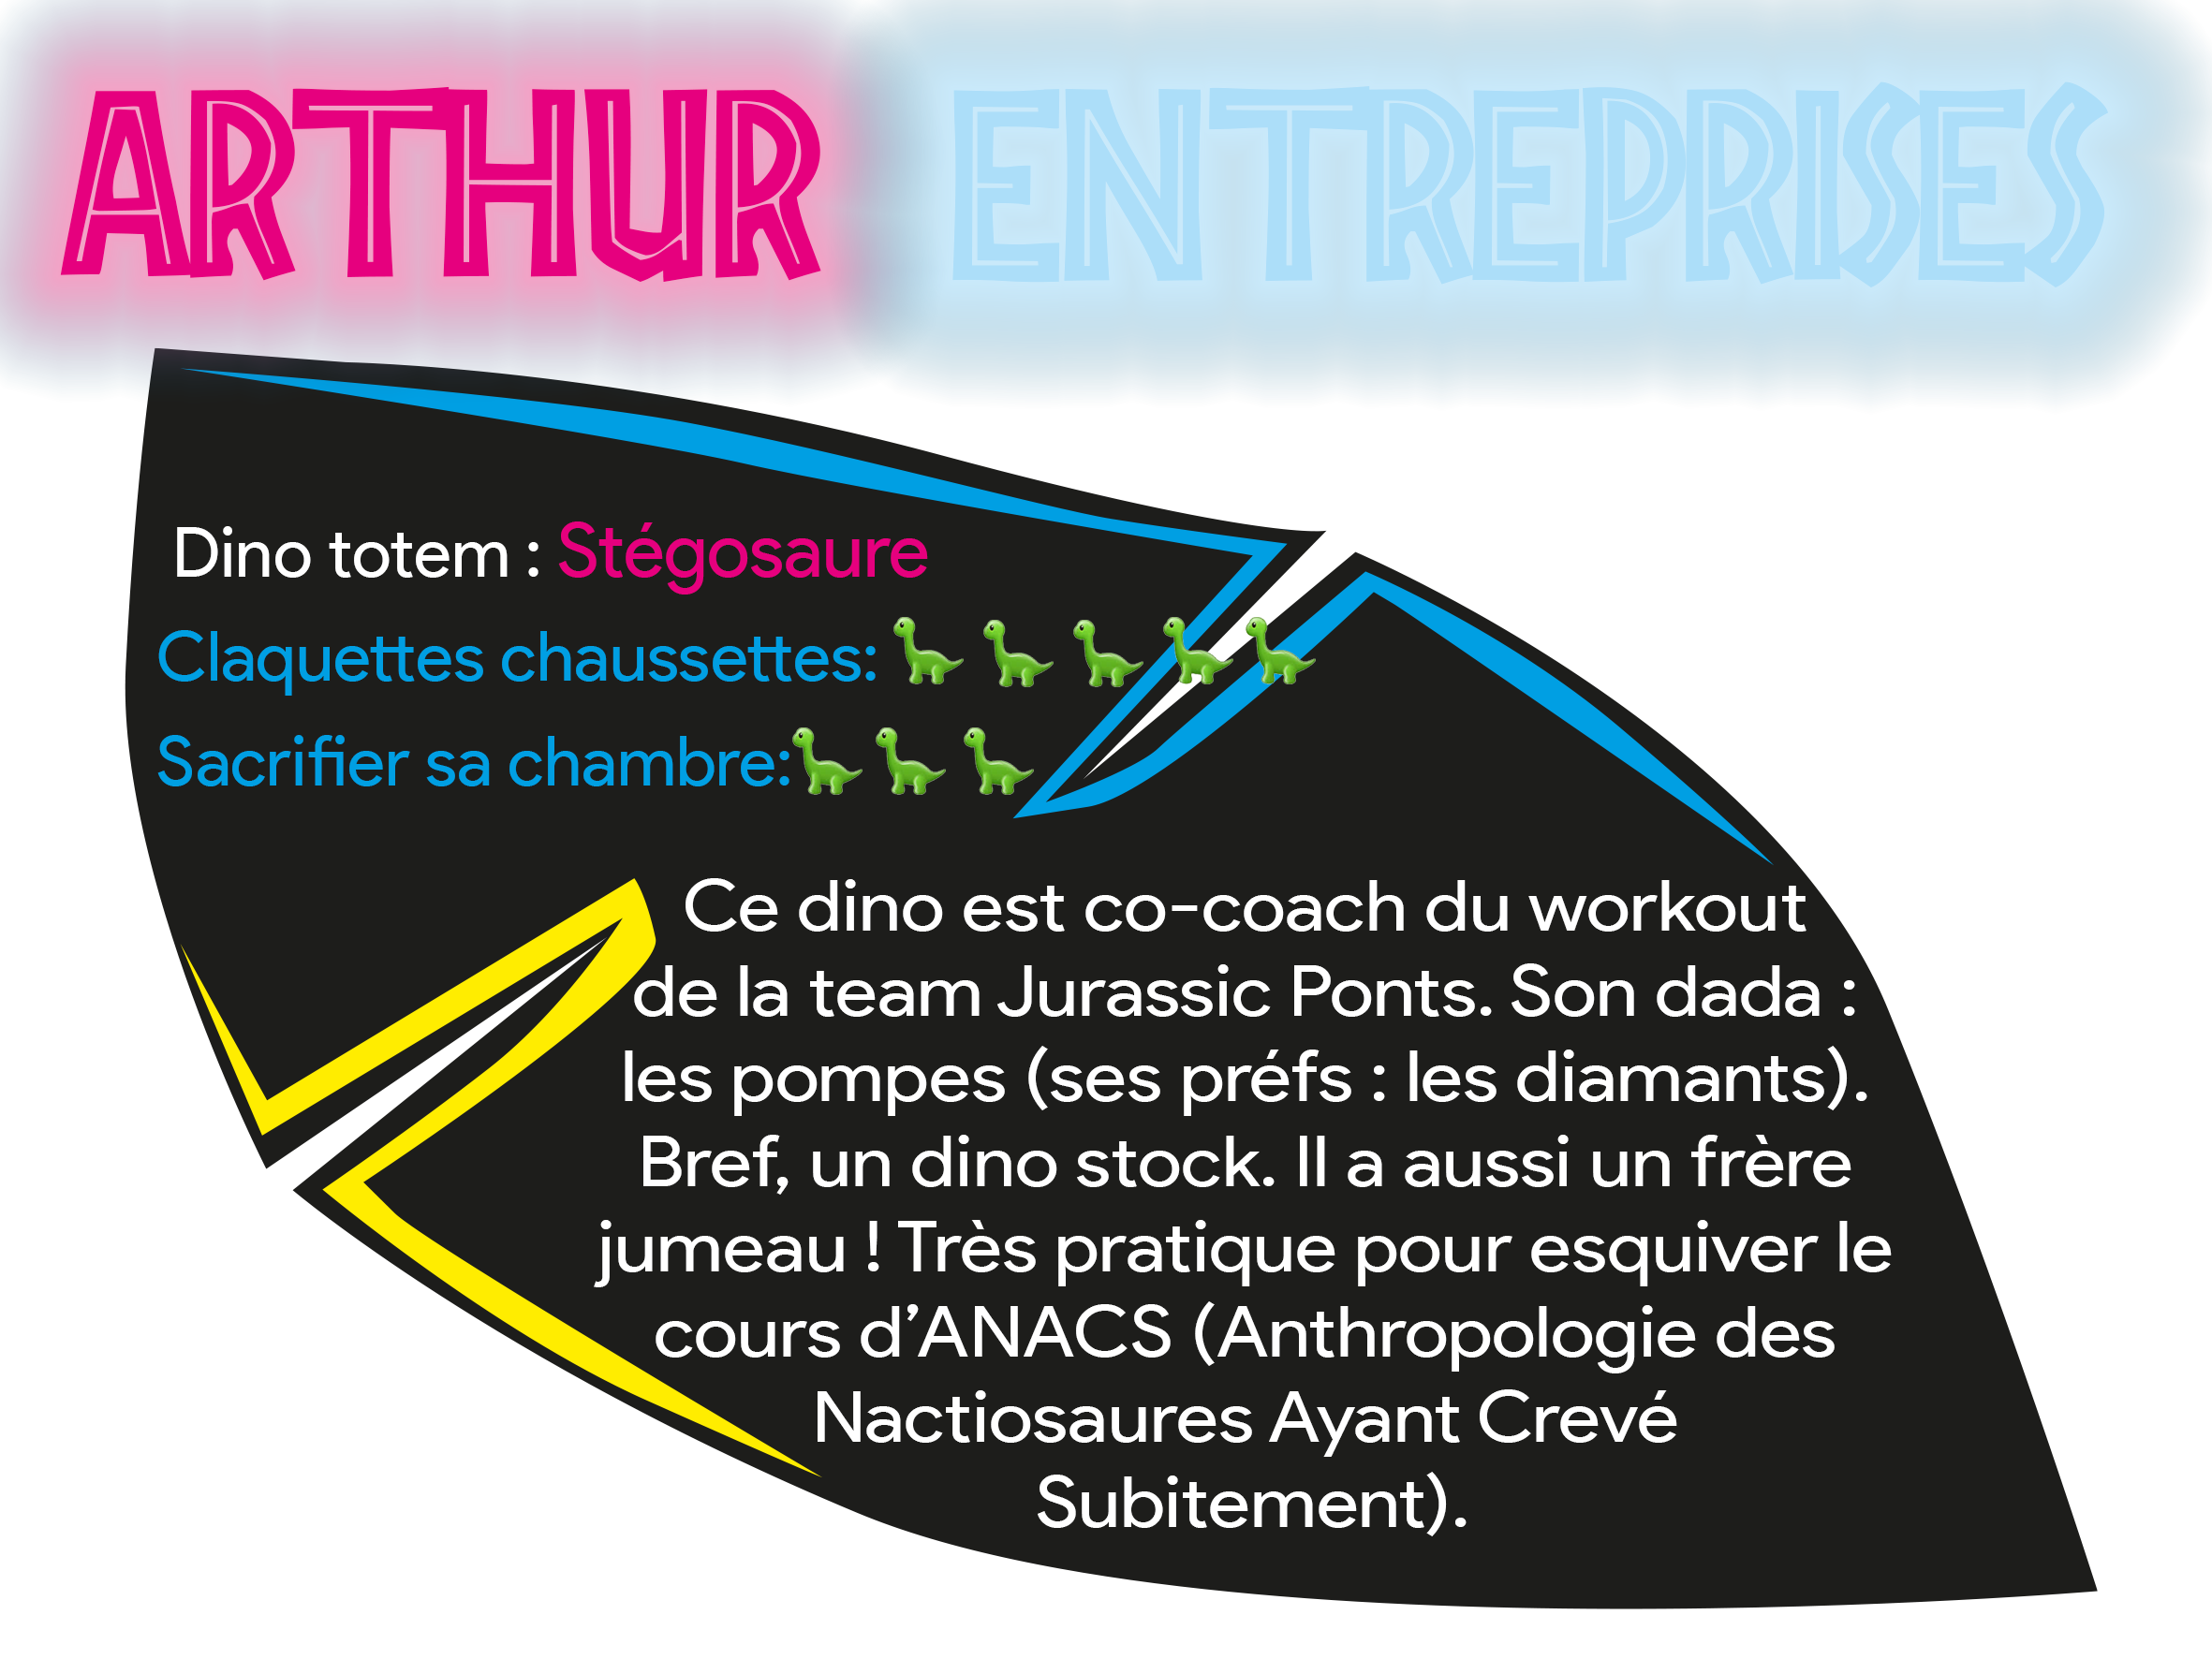 ARTHUR ENTREPRISES
Dino totem : Stégosaure
Claquettes chaussettes: 🦕 🦕 🦕 🦕 🦕
Sacrifier sa chambre: 🦕 🦕 🦕
Ce dino est co-coach du workout
de la team Jurassic Ponts. Son dada :
les pompes (ses préfs : les diamants).
Bref, un dino stock. Il a aussi un frère
jumeau ! Très pratique pour esquiver le
cours d’ANACS (Anthropologie des
Nactiosaures Ayant Crevé
Subitement).